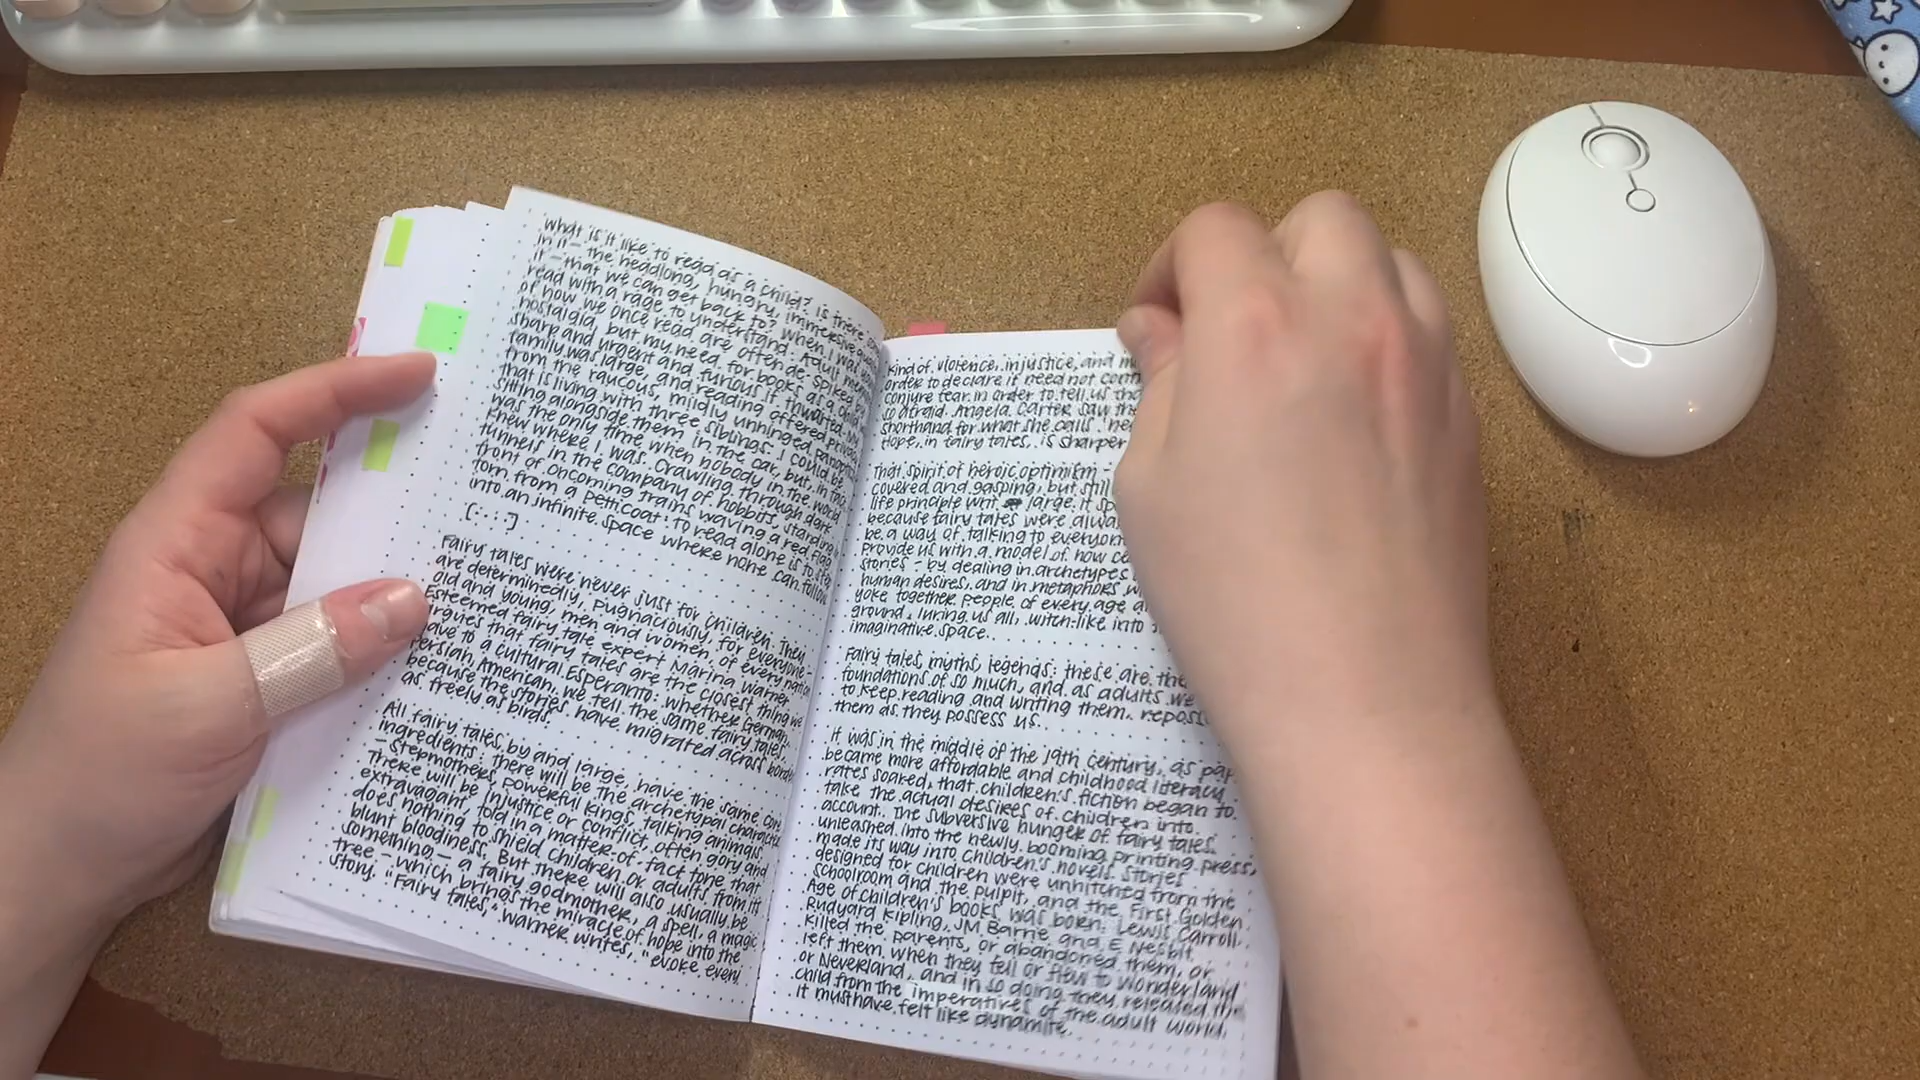 what is it like to read as a child? Is there
in it - the headlong, hungry, immersive
it - that we can get back to? When I was
read with a rage to understand. Adult
of how we once read are often de-spiked
nostalgia, but my need for books as a
sharp and urgent and furious if thwarted. My
family was large, and reading offered
from the raucous, mildly unhinged
that is living with three siblings. I could be
sitting alongside them in the car, but, in fact
was the only time when nobody in the world
knew where I was. Crawling through dark
tunnels in the company of hobbits, standing in
front of oncoming trains waving a red flag
torn from a petticoat: to read alone is to step
into an infinite space where none can follow.
[...]
Fairy tales were never just for children. They
are determinedly, pugnaciously, for everyone -
old and young, men and women, of every nation
Esteemed fairy tale expert Marina Warner
argues that fairy tales are the closest thing we
have to a cultural Esperanto: whether German,
Persian, American, we tell the same fairy tales,
because the stories have migrated across borders
as freely as birds.
All fairy tales, by and large, have the same core
ingredients: there will be the archetypal characters
- stepmothers, powerful kings, talking animals.
There will be injustice or conflict, often gory and
extravagant, told in a matter-of-fact tone that
does nothing to shield children or adults from its
blunt bloodiness. But there will also usually be
something - a fairy godmother, a spell, a magic
tree - which brings the miracle of hope into the
story. "Fairy tales," Warner writes, "evoke every
kind of violence, injustice, and
order to declare it need not
conjure fear in order to tell us
so afraid. Angela Carter saw the
shorthand for what she calls
Hope, in fairy tales, is sharper
That spirit of heroic optimism -
covered and gasping, but still
life principle writ large. It
because fairy tales were always
be a way of talking to everyone
provide us with a model of how
stories - by dealing in archetypes
human desires, and in metaphors
yoke together people of every age
ground, luring us all, witch-like into
imaginative space.
Fairy tales, myths, legends: these are the
foundations of so much, and as adults we
to keep reading and writing them,
them as they possess us.
It was in the middle of the 19th century, as
became more affordable and childhood literacy
rates soared, that children's fiction began to
take the actual desires of children into
account. The subversive hunger of fairy tales
unleashed into the newly booming printing press,
made its way into children's novels. Stories
designed for children were unhitched from the
schoolroom and the pulpit, and the First Golden
Age of children's books was born: Lewis Carroll,
Rudyard Kipling, JM Barrie and E Nesbit
killed the parents, or abandoned them, or
left them when they fell or flew to Wonderland
or Neverland, and in so doing they released the
child from the imperatives of the adult world.
It must have felt like dynamite.